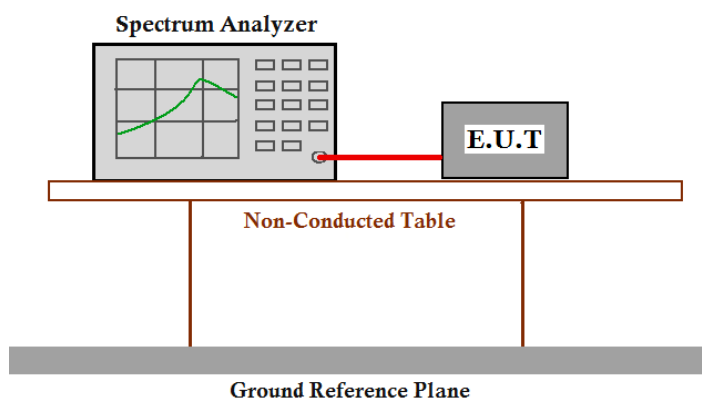 Spectrum Analyzer
E.U.T
Non-Conducted Table
Ground Reference Plane